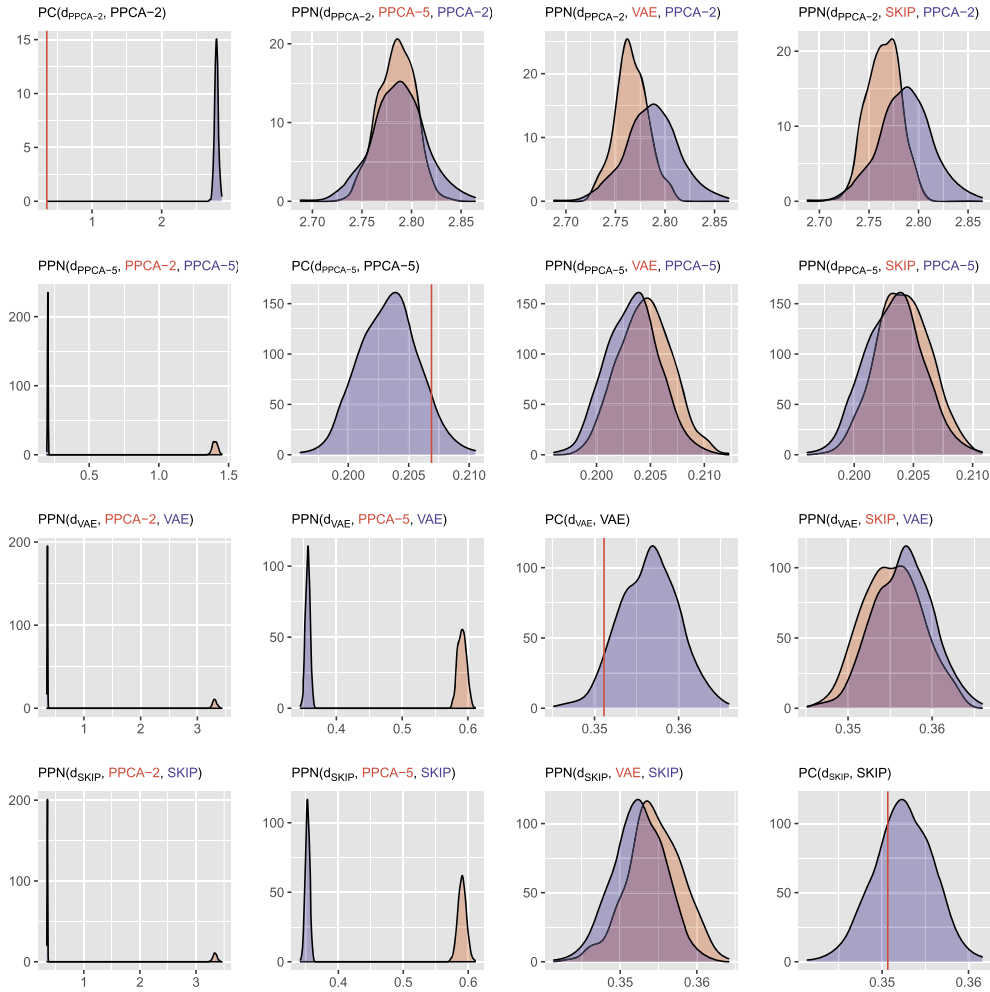 PC(dPPCA−2, PPCA−2)
PPN(dPPCA−2, PPCA−5, PPCA−2)
PPN(dPPCA−2, VAE, PPCA−2)
PPN(dPPCA−2, SKIP, PPCA−2)
15
10
5
0
1 2
20
10
0
2.70 2.75 2.80 2.85
20
10
0
2.70 2.75 2.80 2.85
20
10
0
2.70 2.75 2.80 2.85
PPN(dPPCA−5, PPCA−2, PPCA−5)
PC(dPPCA−5, PPCA−5)
PPN(dPPCA−5, VAE, PPCA−5)
PPN(dPPCA−5, SKIP, PPCA−5)
200
100
0
0.5 1.0 1.5
150
100
50
0
0.200 0.205 0.210
150
100
50
0
0.200 0.205 0.210
150
100
50
0
0.200 0.205 0.210
PPN(dVAE, PPCA−2, VAE)
PPN(dVAE, PPCA−5, VAE)
PC(dVAE, VAE)
PPN(dVAE, SKIP, VAE)
200
100
0
1 2 3
100
50
0
0.4 0.5 0.6
100
50
0
0.35 0.36
100
50
0
0.35 0.36
PPN(dSKIP, PPCA−2, SKIP)
PPN(dSKIP, PPCA−5, SKIP)
PPN(dSKIP, VAE, SKIP)
PC(dSKIP, SKIP)
200
100
0
1 2 3
100
50
0
0.4 0.5 0.6
100
50
0
0.35 0.36
100
50
0
0.35 0.36